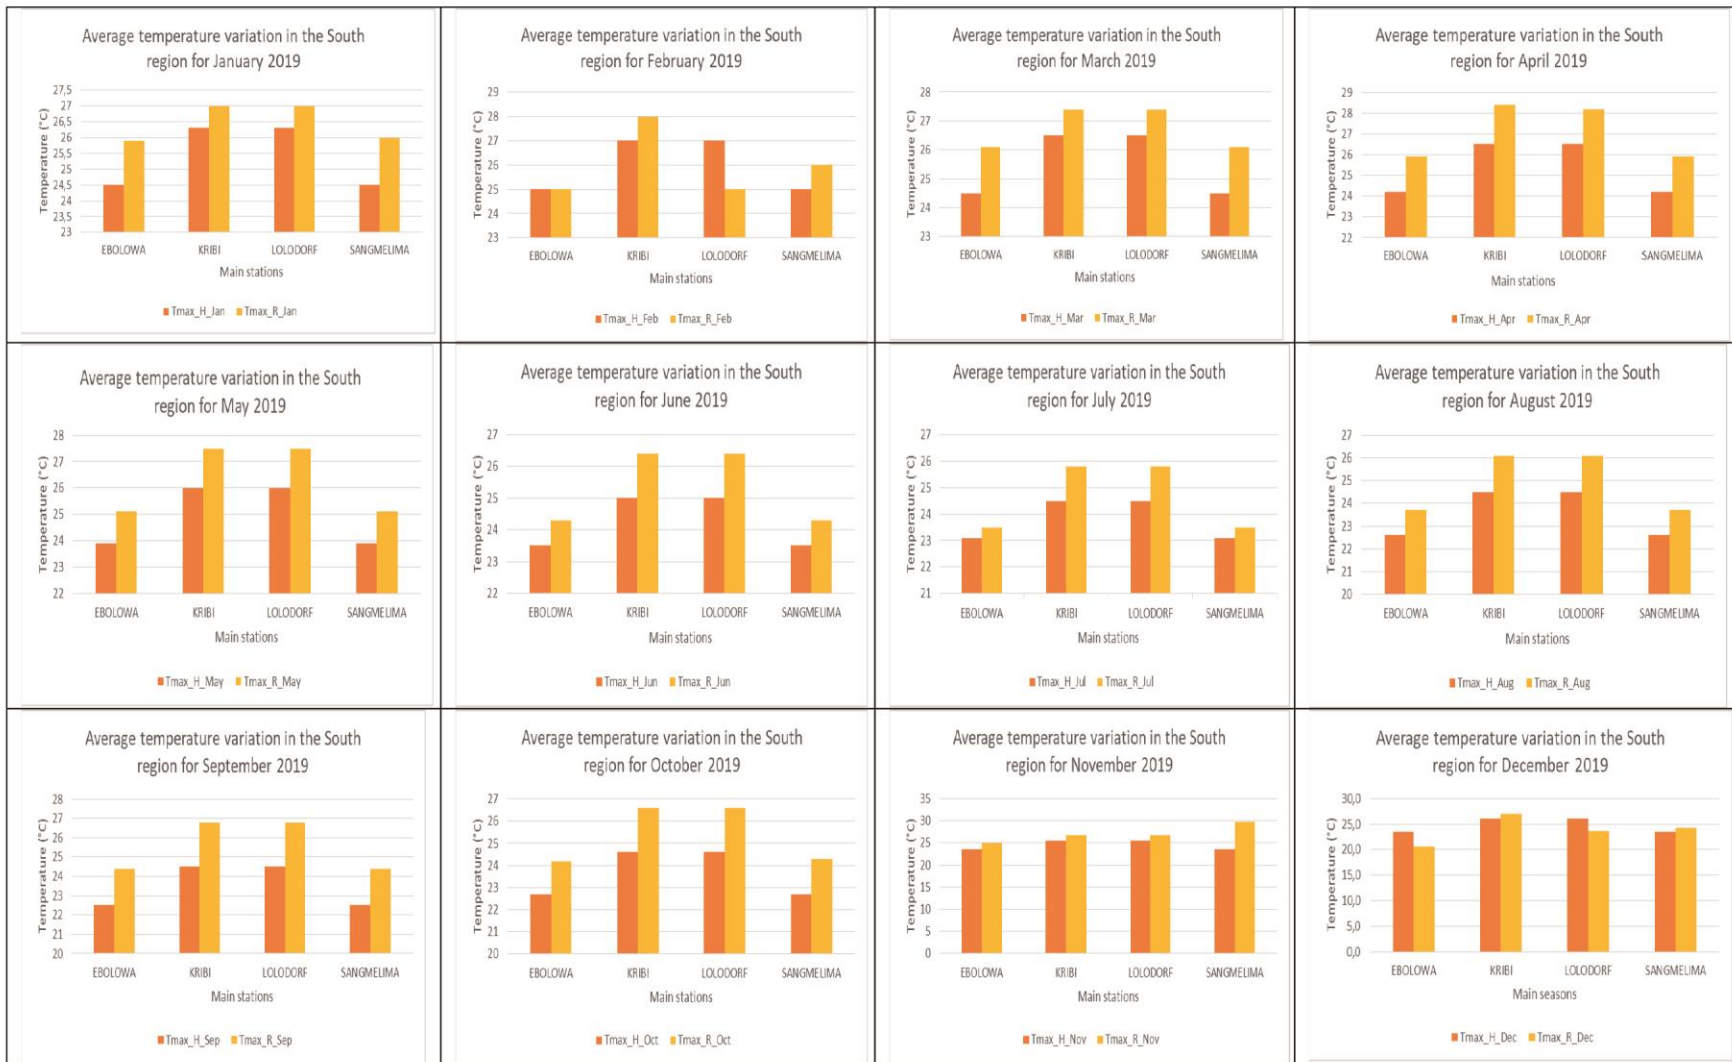 Average temperature variation in the South
region for January 2019
Temperature (°C)
27,5
27
26,5
26
25,5
25
24,5
24
23,5
23
EBOLOWA KRIBI LOLODORF SANGMELIMA
Main stations
Tmax_H_Jan Tmax_R_Jan
Average temperature variation in the South
region for February 2019
Temperature (°C)
29
28
27
26
25
24
23
EBOLOWA KRIBI LOLODORF SANGMELIMA
Main stations
Tmax_H_Feb Tmax_R_Feb
Average temperature variation in the South
region for March 2019
Temperature (°C)
28
27
26
25
24
23
EBOLOWA KRIBI LOLODORF SANGMELIMA
Main stations
Tmax_H_Mar Tmax_R_Mar
Average temperature variation in the South
region for April 2019
Temperature (°C)
29
28
27
26
25
24
23
22
EBOLOWA KRIBI LOLODORF SANGMELIMA
Main stations
Tmax_H_Apr Tmax_R_Apr
Average temperature variation in the South
region for May 2019
Temperature (°C)
28
27
26
25
24
23
22
EBOLOWA KRIBI LOLODORF SANGMELIMA
Main stations
Tmax_H_May Tmax_R_May
Average temperature variation in the South
region for June 2019
Temperature (°C)
27
26
25
24
23
22
EBOLOWA KRIBI LOLODORF SANGMELIMA
Main stations
Tmax_H_Jun Tmax_R_Jun
Average temperature variation in the South
region for July 2019
Temperature (°C)
27
26
25
24
23
22
21
EBOLOWA KRIBI LOLODORF SANGMELIMA
Main stations
Tmax_H_Jul Tmax_R_Jul
Average temperature variation in the South
region for August 2019
Temperature (°C)
27
26
25
24
23
22
21
20
EBOLOWA KRIBI LOLODORF SANGMELIMA
Main stations
Tmax_H_Aug Tmax_R_Aug
Average temperature variation in the South
region for September 2019
Temperature (°C)
28
27
26
25
24
23
22
21
20
EBOLOWA KRIBI LOLODORF SANGMELIMA
Main stations
Tmax_H_Sep Tmax_R_Sep
Average temperature variation in the South
region for October 2019
Temperature (°C)
27
26
25
24
23
22
21
20
EBOLOWA KRIBI LOLODORF SANGMELIMA
Main stations
Tmax_H_Oct Tmax_R_Oct
Average temperature variation in the South
region for November 2019
Temperature (°C)
35
30
25
20
15
10
5
0
EBOLOWA KRIBI LOLODORF SANGMELIMA
Main stations
Tmax_H_Nov Tmax_R_Nov
Average temperature variation in the South
region for December 2019
Temperature (°C)
30,0
25,0
20,0
15,0
10,0
5,0
0,0
EBOLOWA KRIBI LOLODORF SANGMELIMA
Main seasons
Tmax_H_Dec Tmax_R_Dec